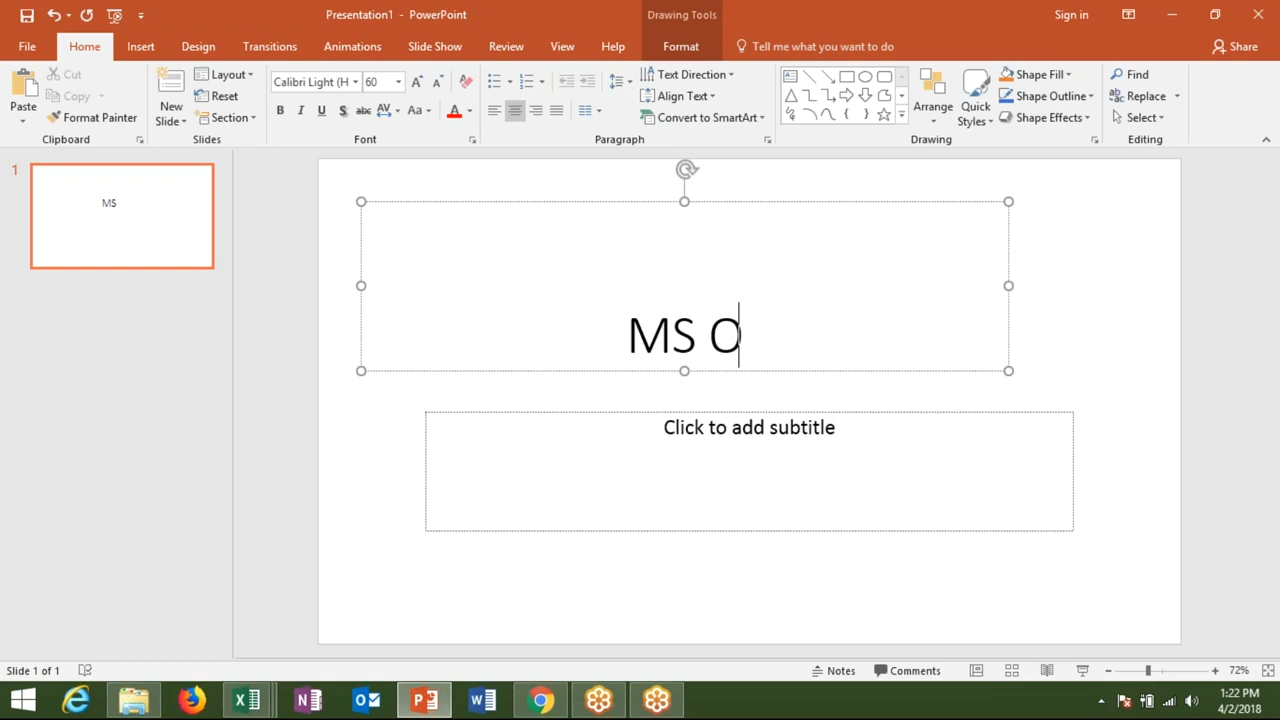 Presentation1 - PowerPoint
Drawing Tools
Sign in
File
Home
Insert
Design
Transitions
Animations
Slide Show
Review
View
Help
Format
Tell me what you want to do
Share
Paste
Cut
Copy
Format Painter
Clipboard
New Slide
Layout
Reset
Section
Slides
Calibri Light (H
60
B I U S abc AV Aa A
Font
Text Direction
Align Text
Convert to SmartArt
Paragraph
Arrange
Quick Styles
Shape Fill
Shape Outline
Shape Effects
Drawing
Find
Replace
Select
Editing
1
MS
MS O
Click to add subtitle
Slide 1 of 1
Notes
Comments
72%
1:22 PM
4/2/2018